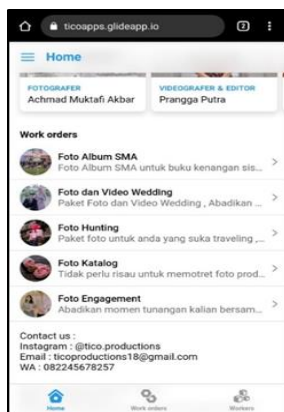 ticoapps.glideapp.io
2
Home
FOTOGRAFER
Achmad Muktafi Akbar
VIDEOGRAFER & EDITOR
Prangga Putra
Work orders
Foto Album SMA
Foto Album SMA untuk buku kenangan sis...
Foto dan Video Wedding
Paket Foto dan Video Wedding , Abadikan ...
Foto Hunting
Paket foto untuk anda yang suka traveling ,...
Foto Katalog
Tidak perlu risau untuk memotret foto prod...
Foto Engagement
Abadikan momen tunangan kalian bersam...
Contact us :
Instagram : @tico.productions
Email : ticoproductions18@gmail.com
WA : 082245678257
Home
Work orders
Workers